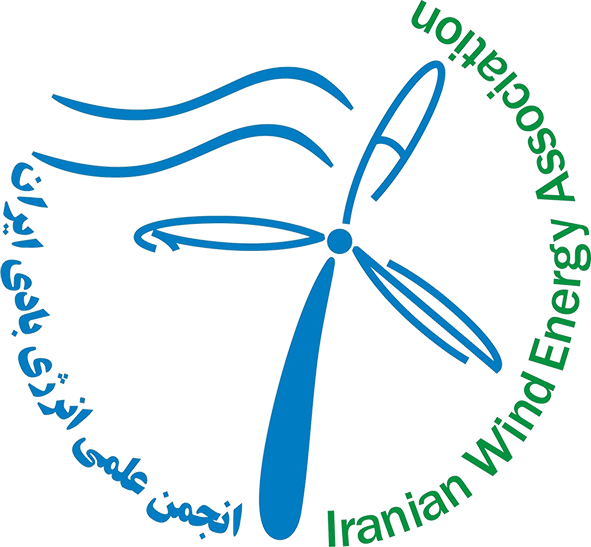 Iranian Wind Energy Association
انجمن علمی انرژی بادی ایران